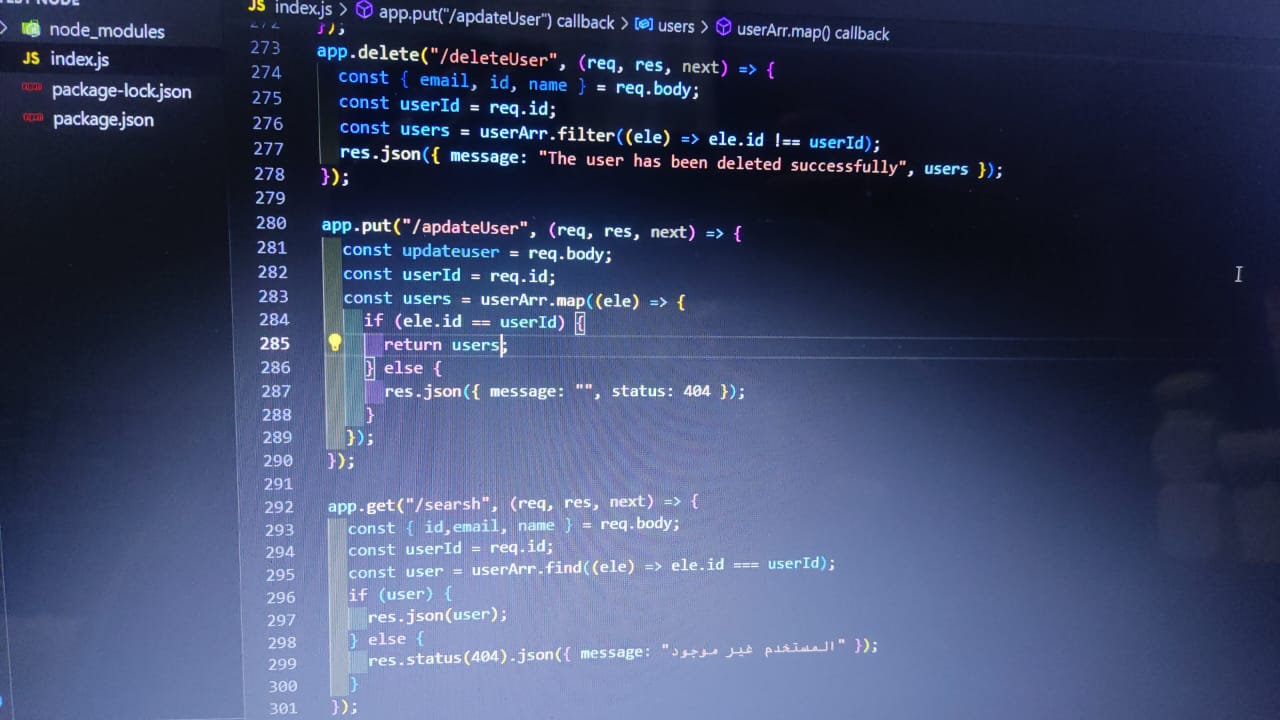 node_modules
JS index.js
package-lock.json
package.json
JS index.js > app.put("/apdateUser") callback > users > userArr.map() callback
272 });
273 app.delete("/deleteUser", (req, res, next) => {
274 const { email, id, name } = req.body;
275 const userId = req.id;
276 const users = userArr.filter((ele) => ele.id !== userId);
277 res.json({ message: "The user has been deleted successfully", users });
278 });
279
280 app.put("/apdateUser", (req, res, next) => {
281 const updateuser = req.body;
282 const userId = req.id;
283 const users = userArr.map((ele) => {
284 if (ele.id == userId) {
285 return users;
286 } else {
287 res.json({ message: "", status: 404 });
288 }
289 });
290 });
291
292 app.get("/searsh", (req, res, next) => {
293 const { id,email, name } = req.body;
294 const userId = req.id;
295 const user = userArr.find((ele) => ele.id === userId);
296 if (user) {
297 res.json(user);
298 } else {
299 res.status(404).json({ message: "المستخدم غير موجود" });
300 }
301 });